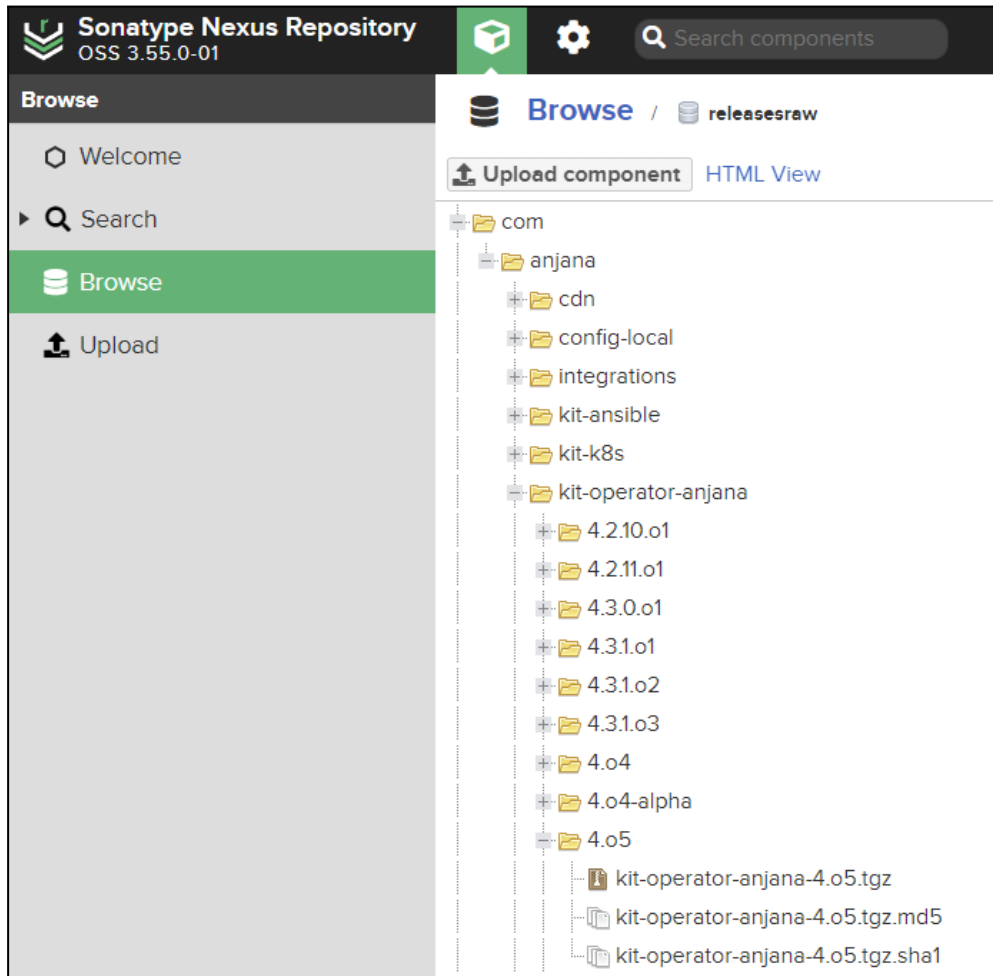 Sonatype Nexus Repository
OSS 3.55.0-01
Search components
Browse
Welcome
Search
Browse
Upload
Browse / releasesraw
Upload component HTML View
com
anjana
cdn
config-local
integrations
kit-ansible
kit-k8s
kit-operator-anjana
4.2.10.o1
4.2.11.o1
4.3.0.o1
4.3.1.o1
4.3.1.o2
4.3.1.o3
4.o4
4.o4-alpha
4.o5
kit-operator-anjana-4.o5.tgz
kit-operator-anjana-4.o5.tgz.md5
kit-operator-anjana-4.o5.tgz.sha1